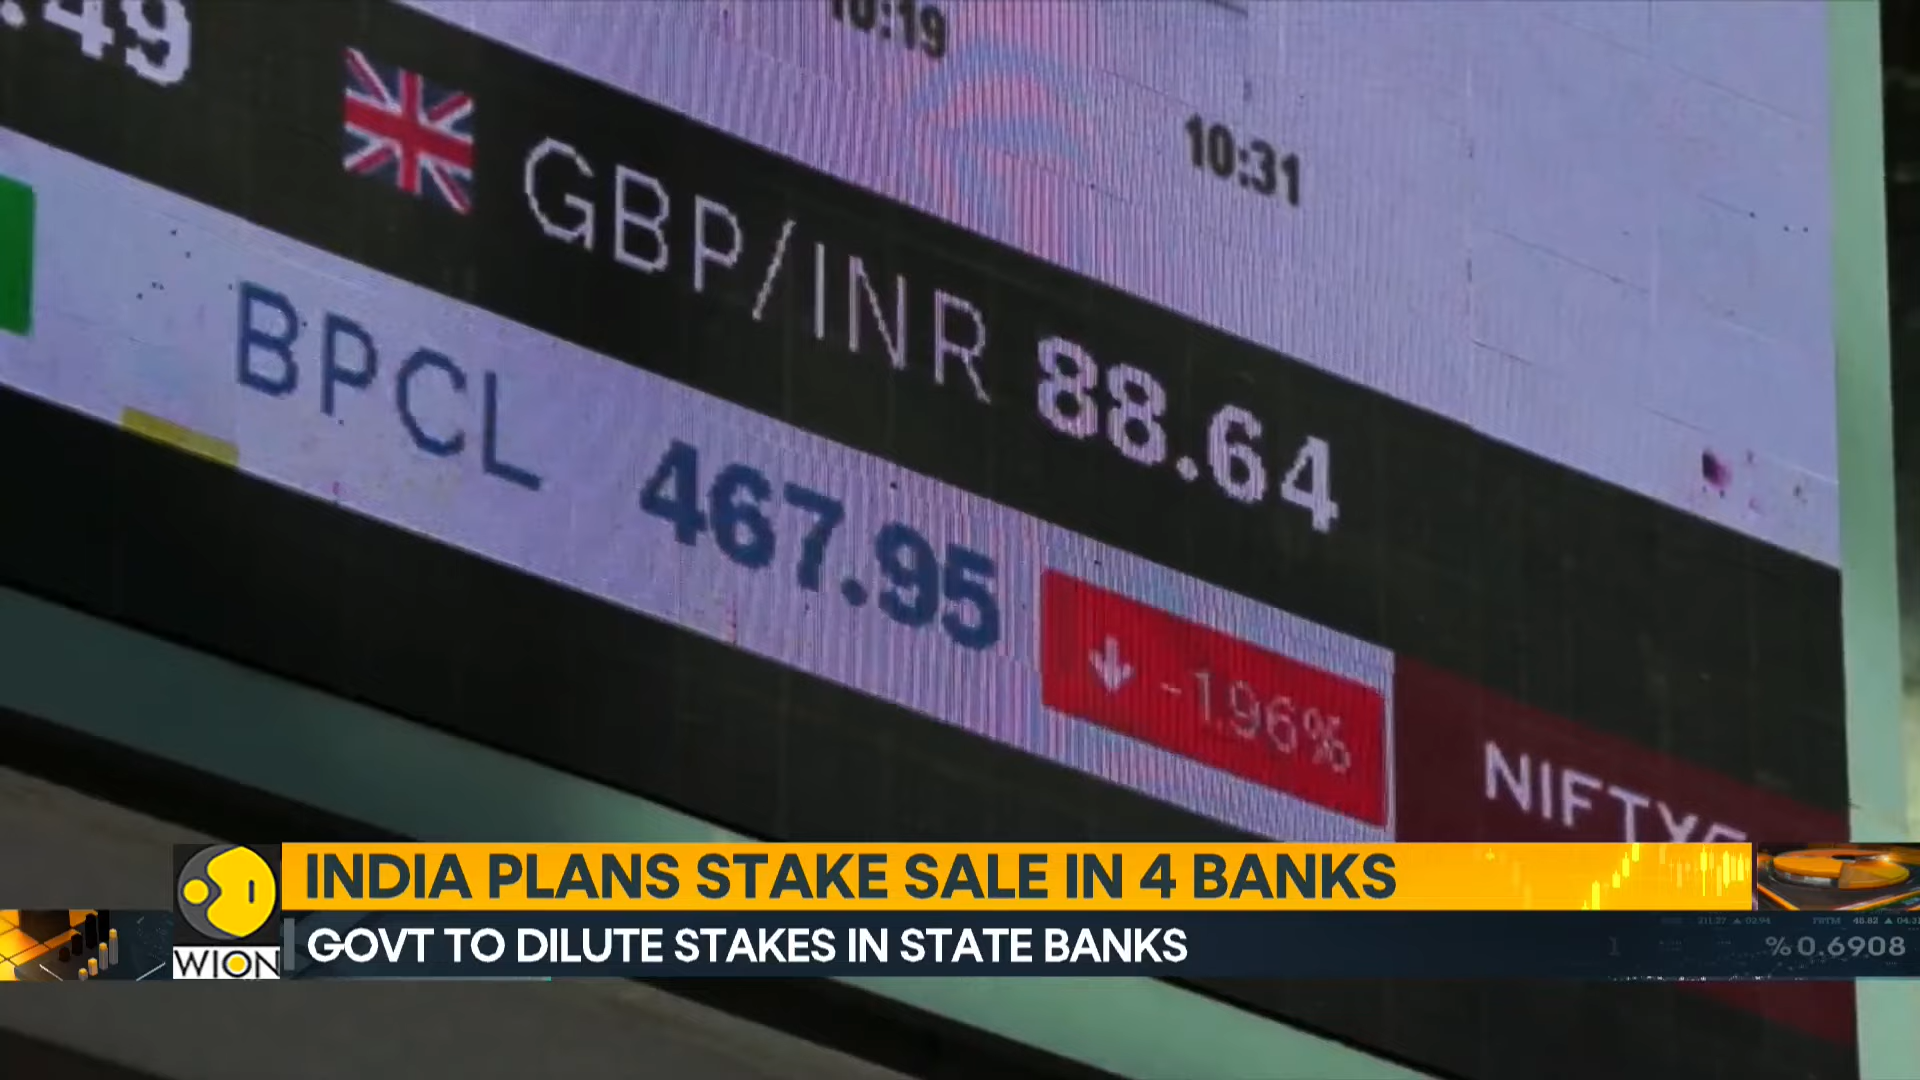 .49
10:19
10:31
GBP/INR 88.64
BPCL 467.95
-1.96%
NIFTY
INDIA PLANS STAKE SALE IN 4 BANKS
GOVT TO DILUTE STAKES IN STATE BANKS
WION
%0.6908